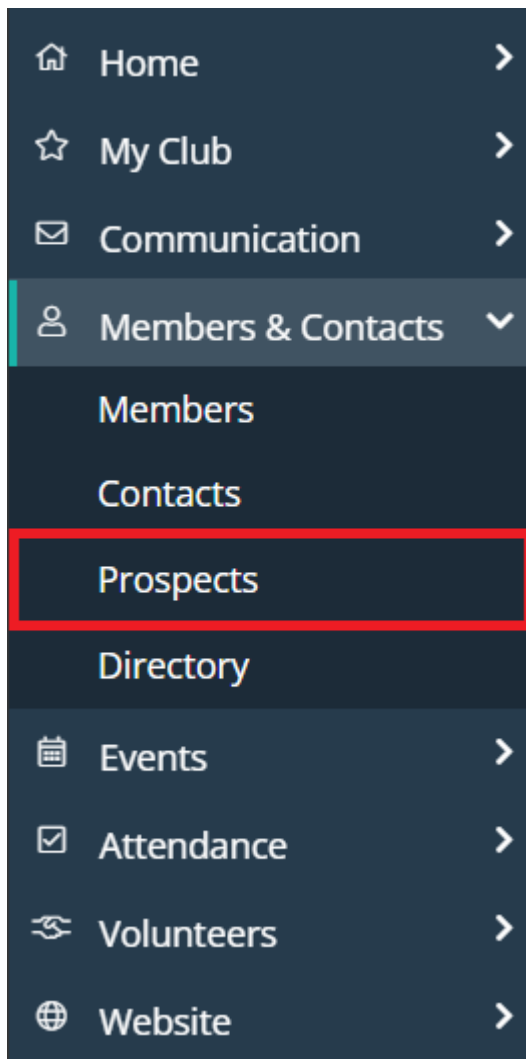 Home
My Club
Communication
Members & Contacts
Members
Contacts
Prospects
Directory
Events
Attendance
Volunteers
Website